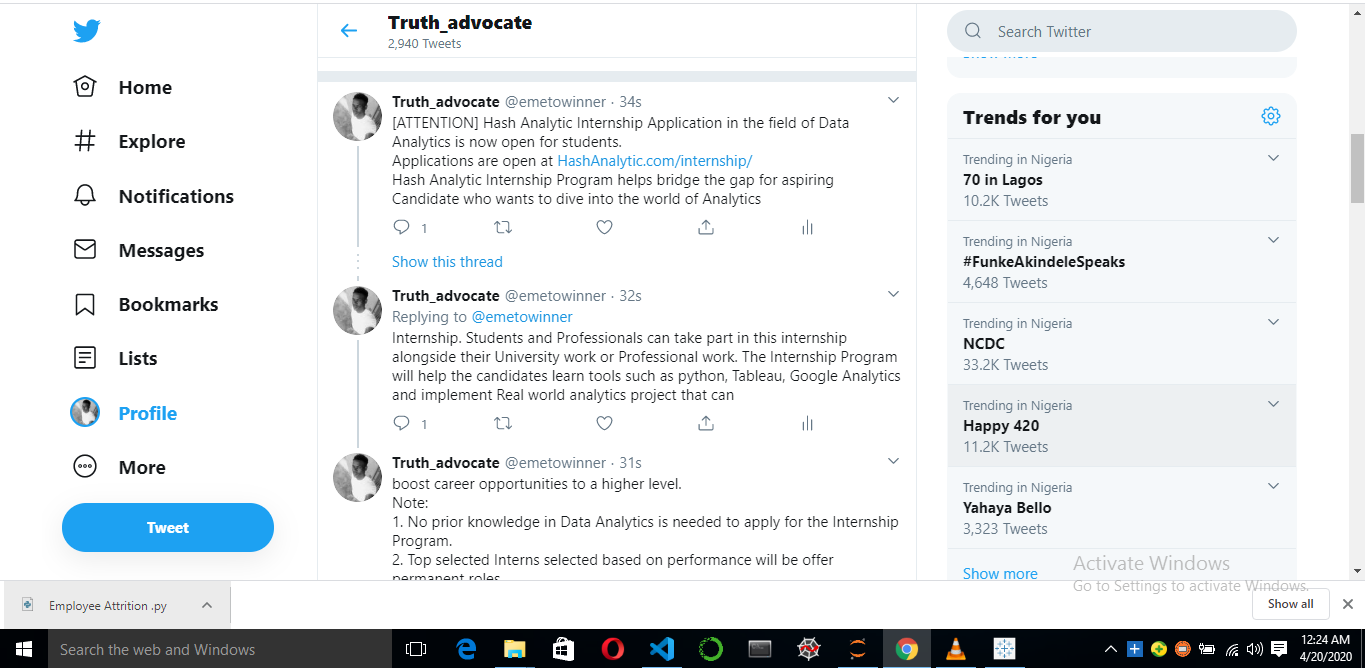 Home
Explore
Notifications
Messages
Bookmarks
Lists
Profile
More
Tweet
Truth_advocate
2,940 Tweets
Truth_advocate @emetowinner · 34s
[ATTENTION] Hash Analytic Internship Application in the field of Data
Analytics is now open for students.
Applications are open at HashAnalytic.com/internship/
Hash Analytic Internship Program helps bridge the gap for aspiring
Candidate who wants to dive into the world of Analytics
1
Show this thread
Truth_advocate @emetowinner · 32s
Replying to @emetowinner
Internship. Students and Professionals can take part in this internship
alongside their University work or Professional work. The Internship Program
will help the candidates learn tools such as python, Tableau, Google Analytics
and implement Real world analytics project that can
1
Truth_advocate @emetowinner · 31s
boost career opportunities to a higher level.
Note:
1. No prior knowledge in Data Analytics is needed to apply for the Internship
Program.
2. Top selected Interns selected based on performance will be offer
permanent roles
Search Twitter
Show more
Trends for you
Trending in Nigeria
70 in Lagos
10.2K Tweets
Trending in Nigeria
#FunkeAkindeleSpeaks
4,648 Tweets
Trending in Nigeria
NCDC
33.2K Tweets
Trending in Nigeria
Happy 420
11.2K Tweets
Trending in Nigeria
Yahaya Bello
3,323 Tweets
Show more
Activate Windows
Go to Settings to activate Windows.
Employee Attrition .py
Show all
Search the web and Windows
12:24 AM
4/20/2020